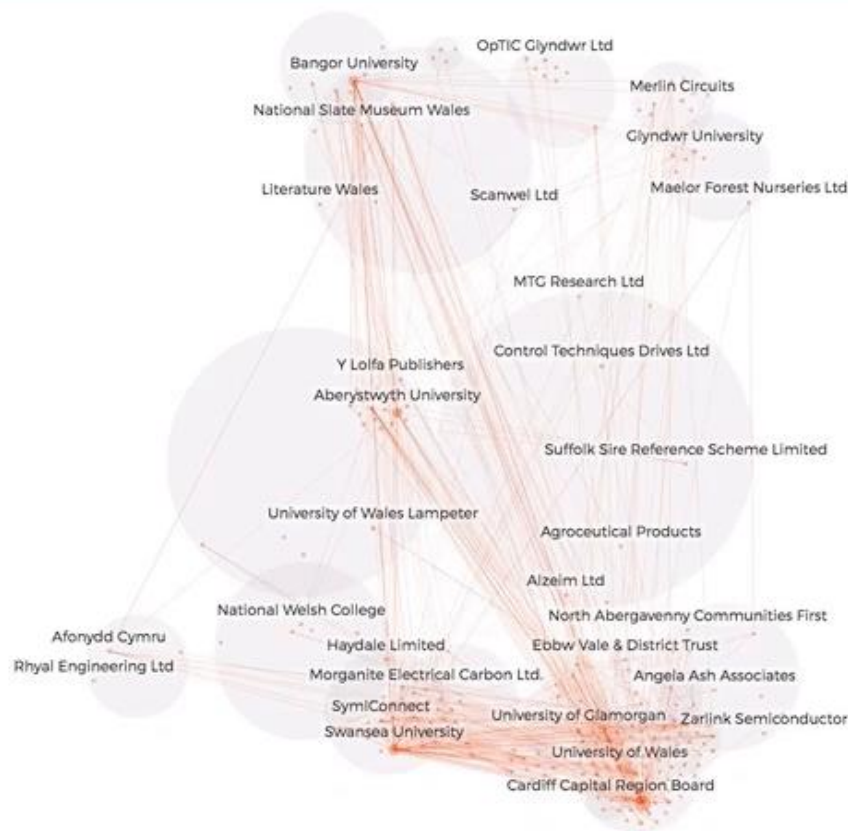 OpTIC Glyndwr Ltd
Bangor University
Merlin Circuits
National Slate Museum Wales
Glyndwr University
Literature Wales
Scanwel Ltd
Maelor Forest Nurseries Ltd
MTG Research Ltd
Control Techniques Drives Ltd
Y Lolfa Publishers
Aberystwyth University
Suffolk Sire Reference Scheme Limited
University of Wales Lampeter
Agroceutical Products
Alzeim Ltd
National Welsh College
North Abergavenny Communities First
Afonydd Cymru
Haydale Limited
Ebbw Vale & District Trust
Rhyal Engineering Ltd
Morganite Electrical Carbon Ltd.
Angela Ash Associates
SymlConnect
University of Glamorgan
Zarlink Semiconductor
Swansea University
University of Wales
Cardiff Capital Region Board